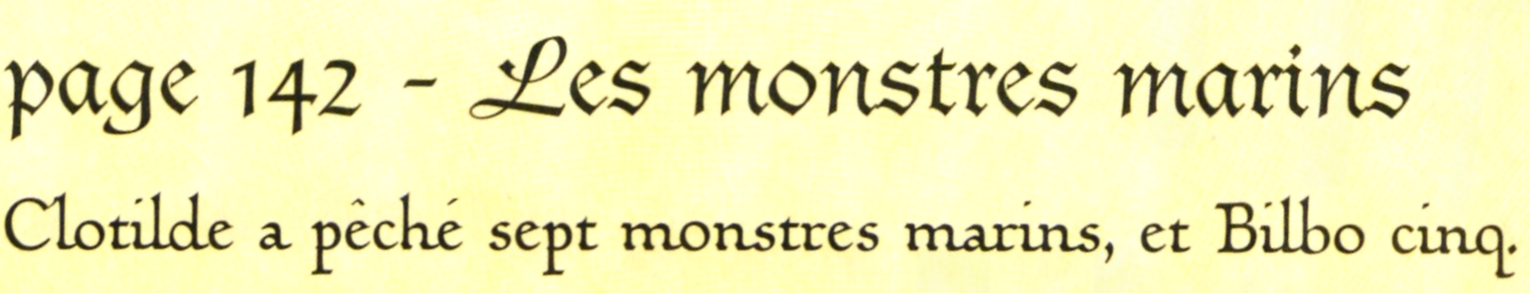 page 142 - Les monstres marins
Clotilde a pêché sept monstres marins, et Bilbo cinq.